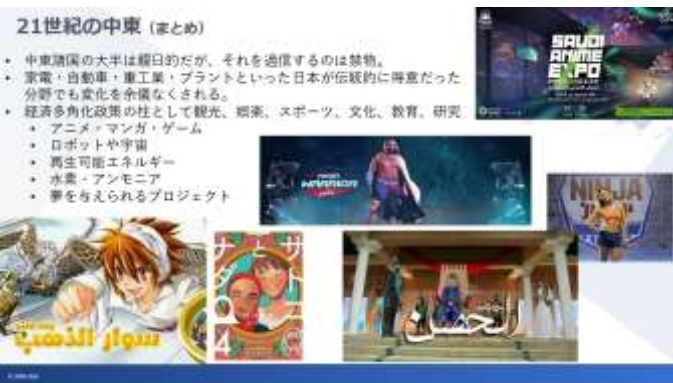 21世紀の中東（まとめ）
• 中東諸国の大半は親日的だが、それを過信するのは禁物。
• 家電・自動車・重工業・プラントといった日本が伝統的に得意だった
分野でも変化を余儀なくされる。
• 経済多角化政策の柱として観光、娯楽、スポーツ、文化、教育、研究
• アニメ・マンガ・ゲーム
• ロボットや宇宙
• 再生可能エネルギー
• 水素・アンモニア
• 夢を与えられるプロジェクト
SAUDI
ANIME
EXPO
WARRIOR
NINJA
サトコ
と
ナダ
4
سوار الذهب
الحصن